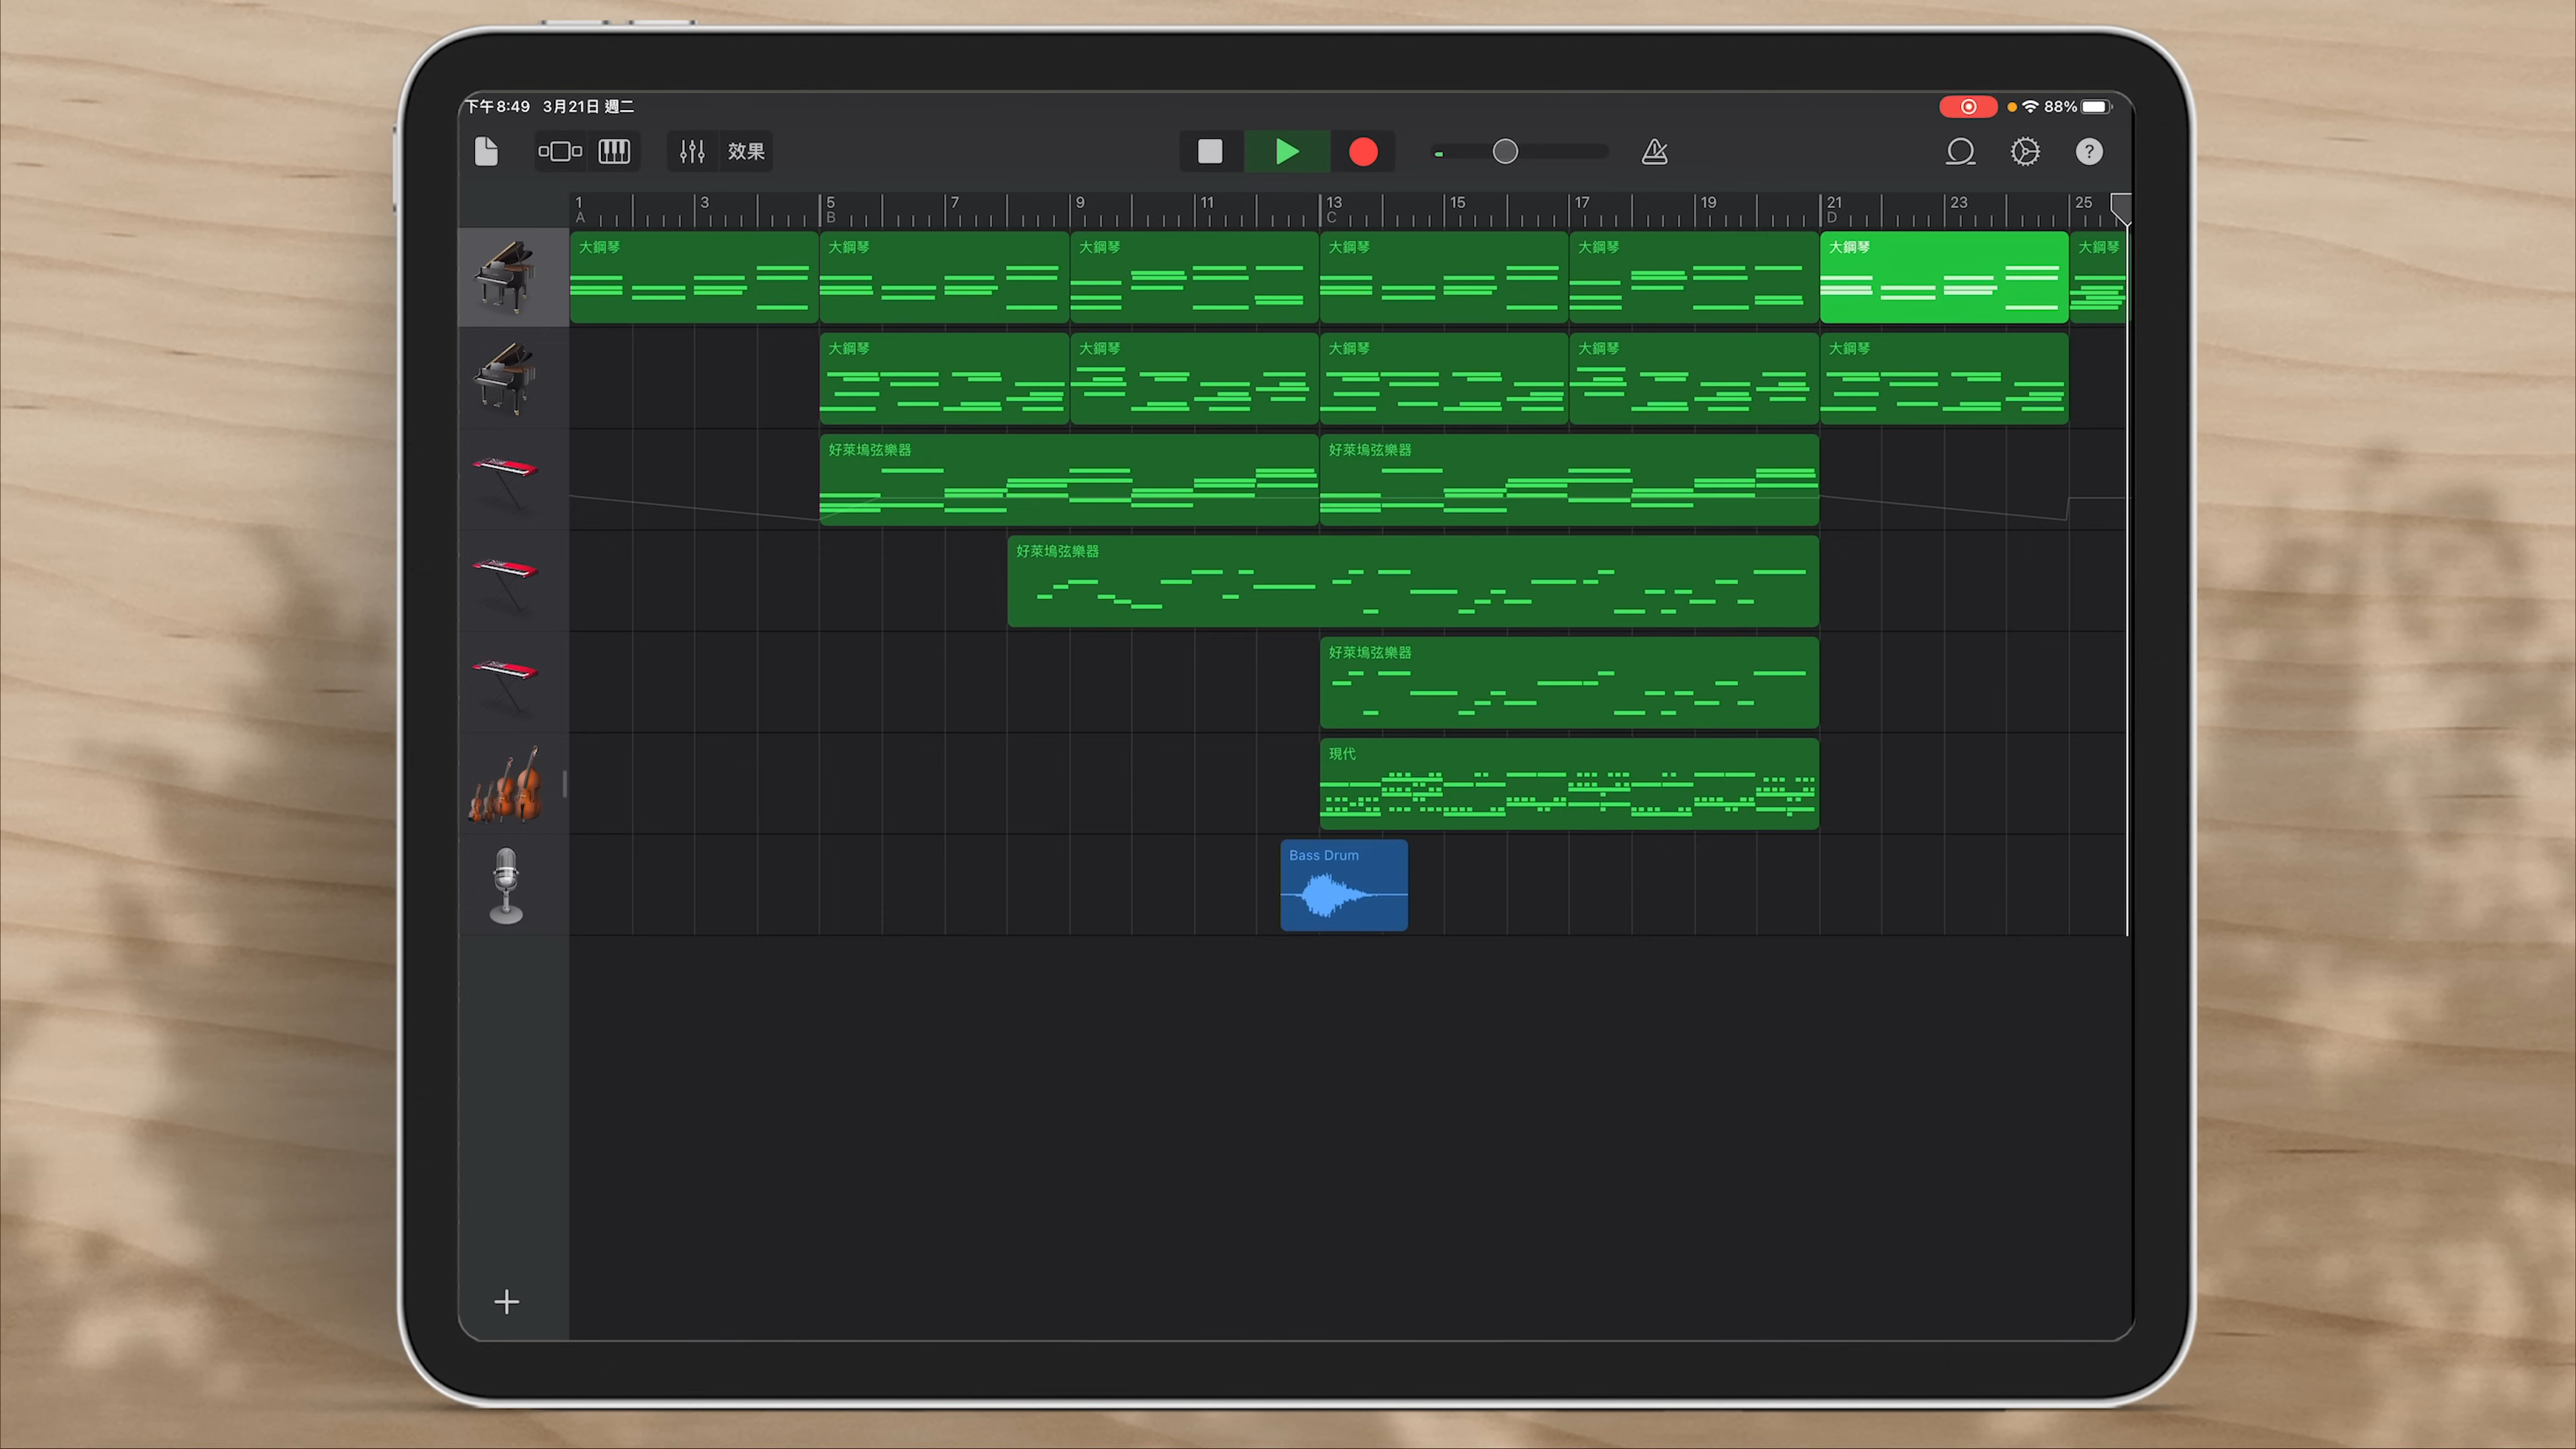 下午8:49 3月21日 週二
88%
效果
?
1 3 5 7 9 11 13 15 17 19 21 23 25
A B C D
大鋼琴 大鋼琴 大鋼琴 大鋼琴 大鋼琴 大鋼琴 大鋼琴
大鋼琴 大鋼琴 大鋼琴 大鋼琴 大鋼琴
好萊塢弦樂器 好萊塢弦樂器
好萊塢弦樂器
好萊塢弦樂器
現代
Bass Drum